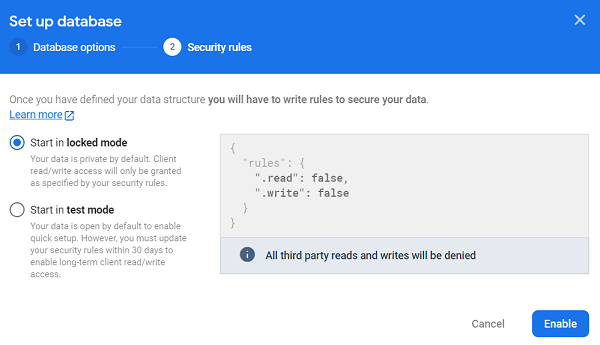 Set up database
1 Database options 2 Security rules
Once you have defined your data structure you will have to write rules to secure your data.
Learn more
Start in locked mode
Your data is private by default. Client
read/write access will only be granted
as specified by your security rules.
Start in test mode
Your data is open by default to enable
quick setup. However, you must update
your security rules within 30 days to
enable long-term client read/write
access.
{
"rules": {
".read": false,
".write": false
}
}
i All third party reads and writes will be denied
Cancel Enable